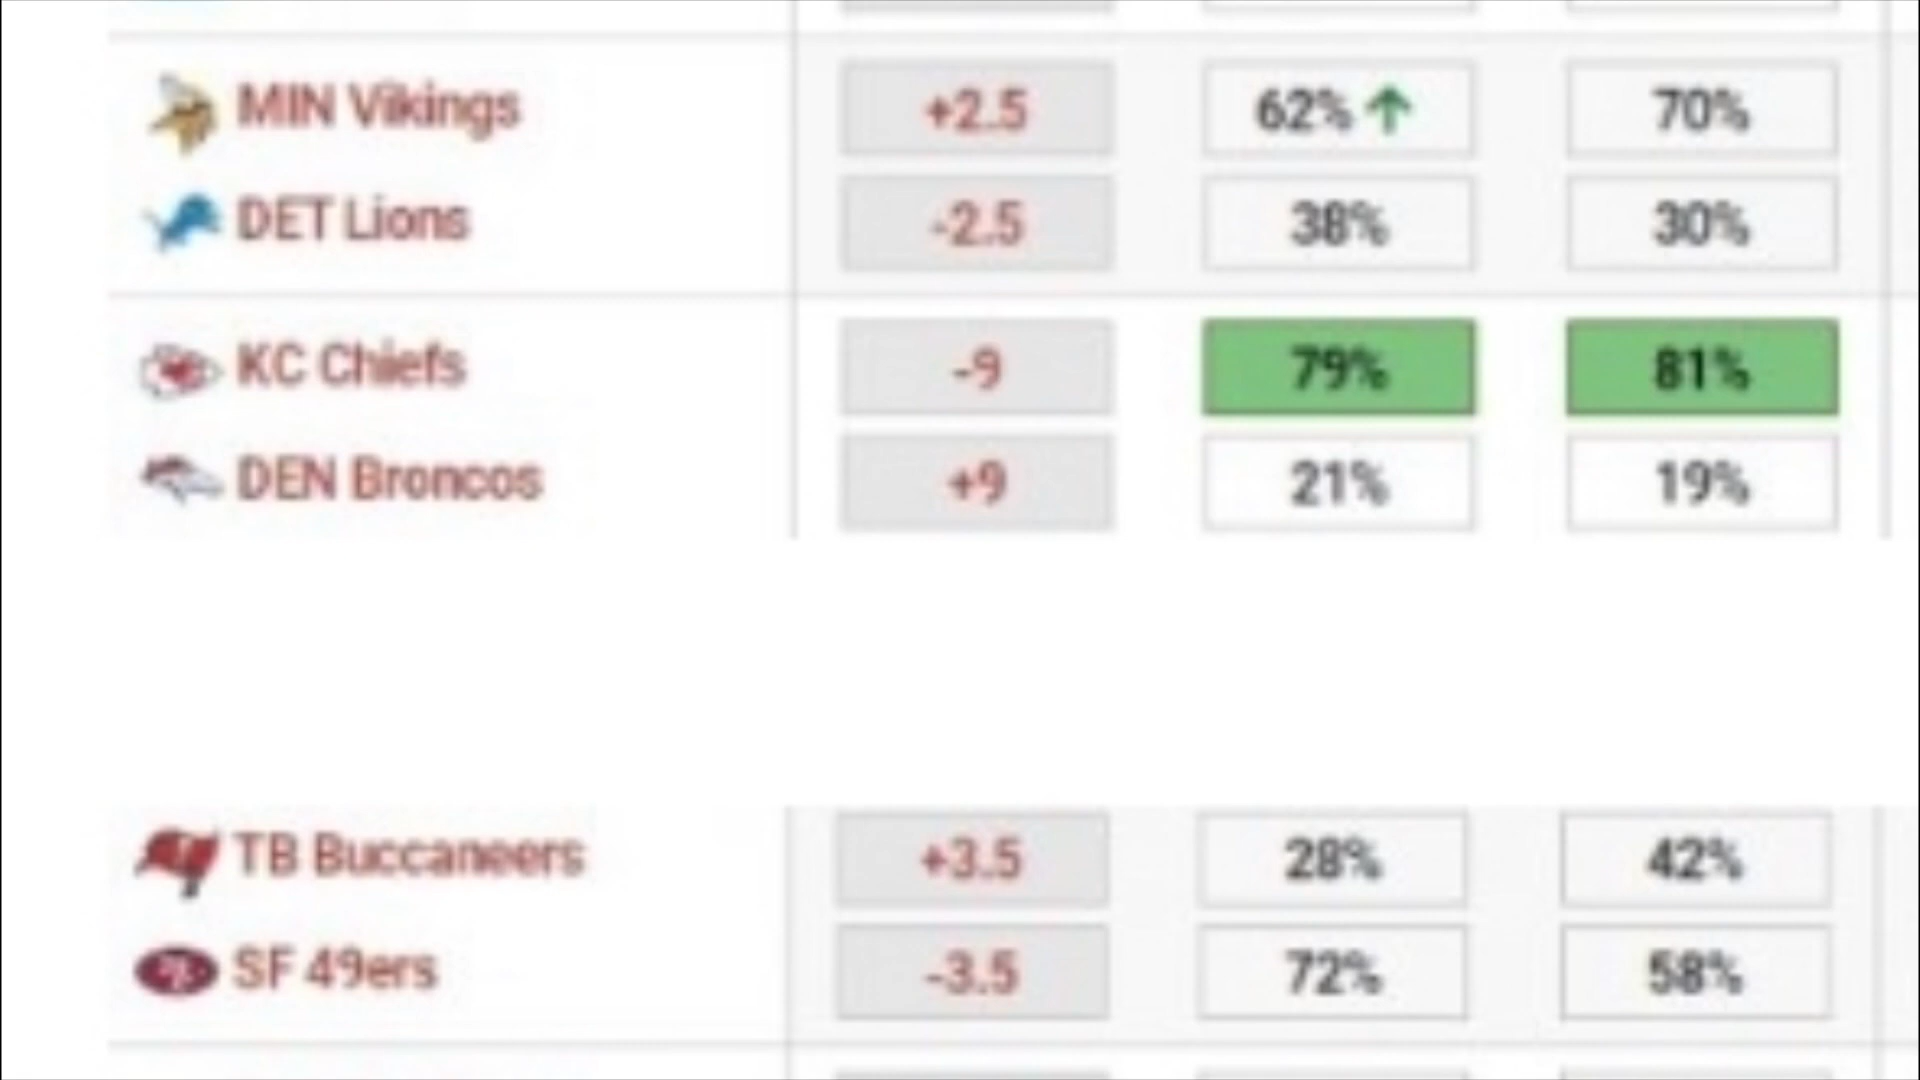 MIN Vikings +2.5 62% ↑ 70%
DET Lions -2.5 38% 30%
KC Chiefs -9 79% 81%
DEN Broncos +9 21% 19%
TB Buccaneers +3.5 28% 42%
SF 49ers -3.5 72% 58%